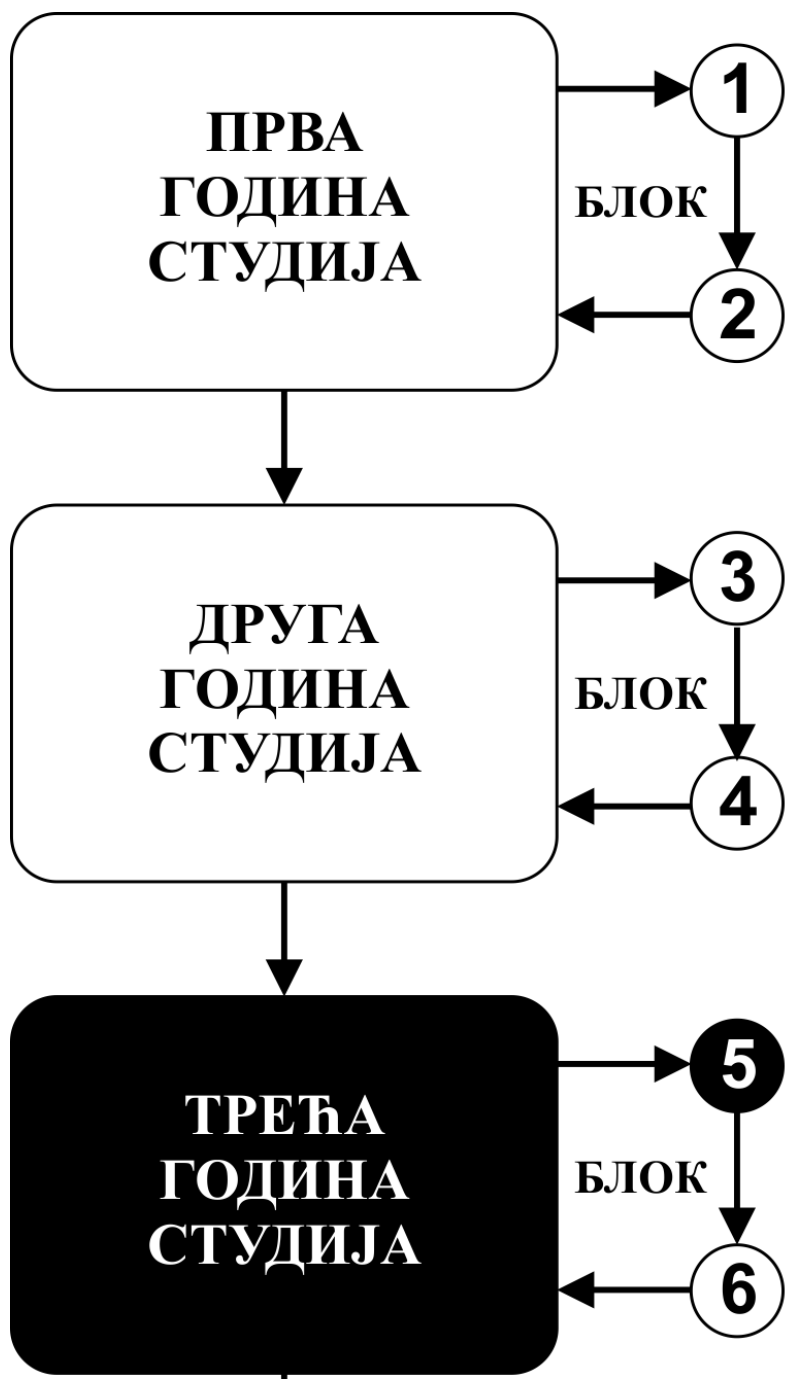 ПРВА
ГОДИНА
СТУДИЈА
1
БЛОК
2
ДРУГА
ГОДИНА
СТУДИЈА
3
БЛОК
4
ТРЕЋА
ГОДИНА
СТУДИЈА
5
БЛОК
6